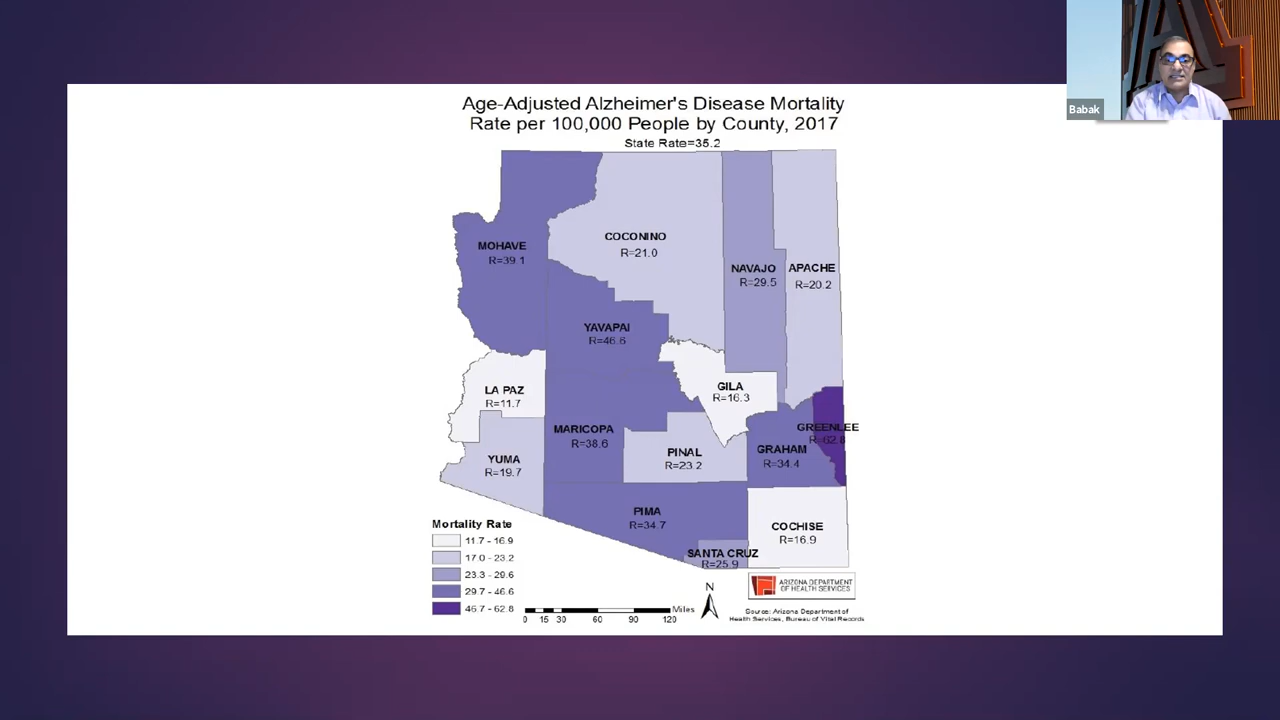 Babak
Age-Adjusted Alzheimer's Disease Mortality
Rate per 100,000 People by County, 2017
State Rate=35.2
MOHAVE
R=39.1
COCONINO
R=21.0
NAVAJO
R=29.5
APACHE
R=20.2
YAVAPAI
R=46.6
LA PAZ
R=11.7
GILA
R=16.3
MARICOPA
R=38.6
GREENLEE
R=62.8
YUMA
R=19.7
PINAL
R=23.2
GRAHAM
R=34.4
PIMA
R=34.7
COCHISE
R=16.9
SANTA CRUZ
R=25.9
Mortality Rate
11.7 - 16.9
17.0 - 23.2
23.3 - 29.6
29.7 - 46.6
46.7 - 62.8
N
Miles
0 15 30 60 90 120
ARIZONA DEPARTMENT
OF HEALTH SERVICES
Source: Arizona Department of
Health Services, Bureau of Vital Records